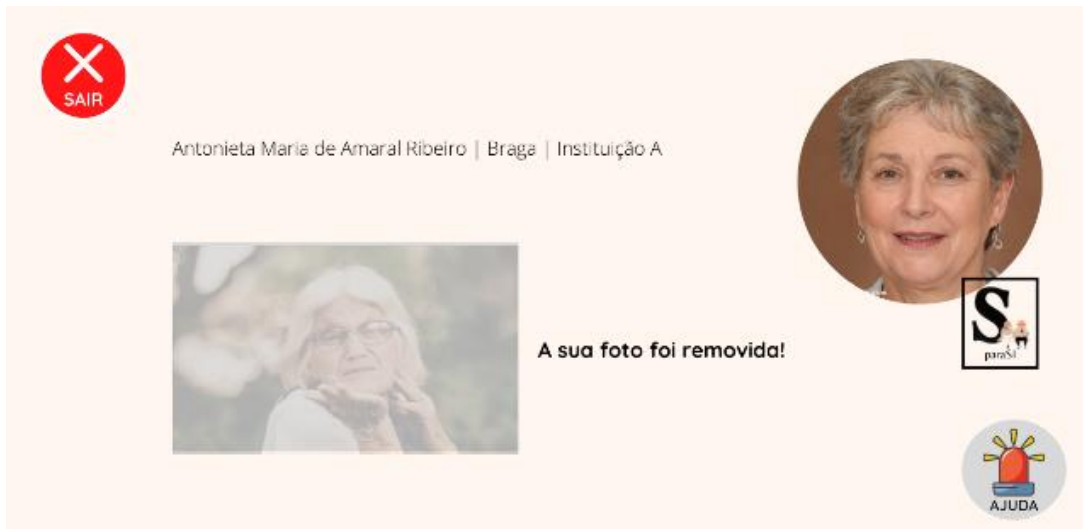 SAIR
Antonieta Maria de Amaral Ribeiro | Braga | Instituição A
A sua foto foi removida!
S
paraSi
AJUDA